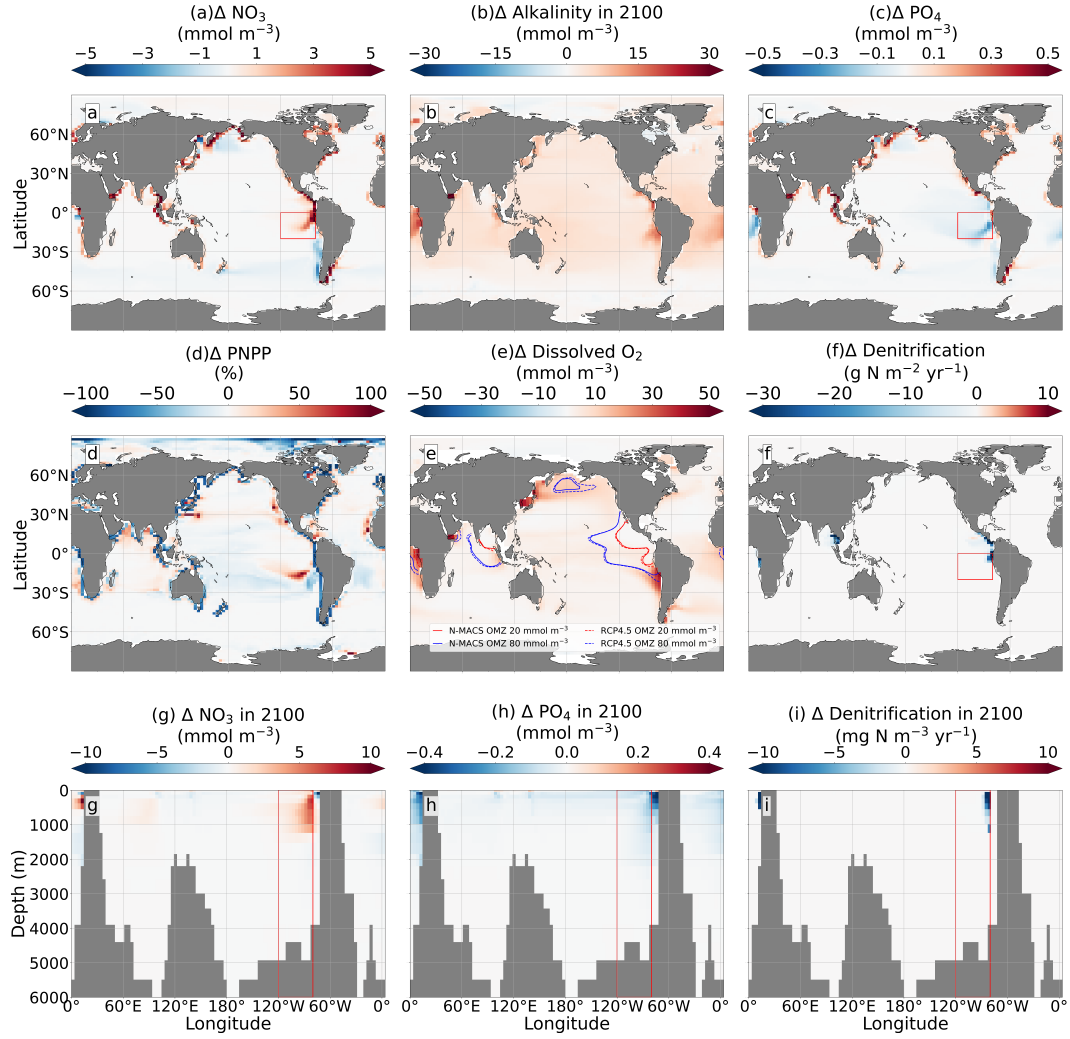 (a)Δ NO₃
(mmol m⁻³)
−5 −3 −1 1 3 5
(b)Δ Alkalinity in 2100
(mmol m⁻³)
−30 −15 0 15 30
(c)Δ PO₄
(mmol m⁻³)
−0.5 −0.3 −0.1 0.1 0.3 0.5
a
b
c
60°N
30°N
0°
30°S
60°S
Latitude
(d)Δ PNPP
(%)
−100 −50 0 50 100
(e)Δ Dissolved O₂
(mmol m⁻³)
−50 −30 −10 10 30 50
(f)Δ Denitrification
(g N m⁻² yr⁻¹)
−30 −20 −10 0 10
d
e
f
60°N
30°N
0°
30°S
60°S
Latitude
N-MACS OMZ 20 mmol m⁻³
N-MACS OMZ 80 mmol m⁻³
RCP4.5 OMZ 20 mmol m⁻³
RCP4.5 OMZ 80 mmol m⁻³
(g) Δ NO₃ in 2100
(mmol m⁻³)
−10 −5 0 5 10
(h) Δ PO₄ in 2100
(mmol m⁻³)
−0.4 −0.2 0.0 0.2 0.4
(i) Δ Denitrification in 2100
(mg N m⁻³ yr⁻¹)
−10 −5 0 5 10
g
h
i
0
1000
2000
3000
4000
5000
6000
Depth (m)
0° 60°E 120°E 180° 120°W 60°W 0°
Longitude
0° 60°E 120°E 180° 120°W 60°W 0°
Longitude
0° 60°E 120°E 180° 120°W 60°W 0°
Longitude